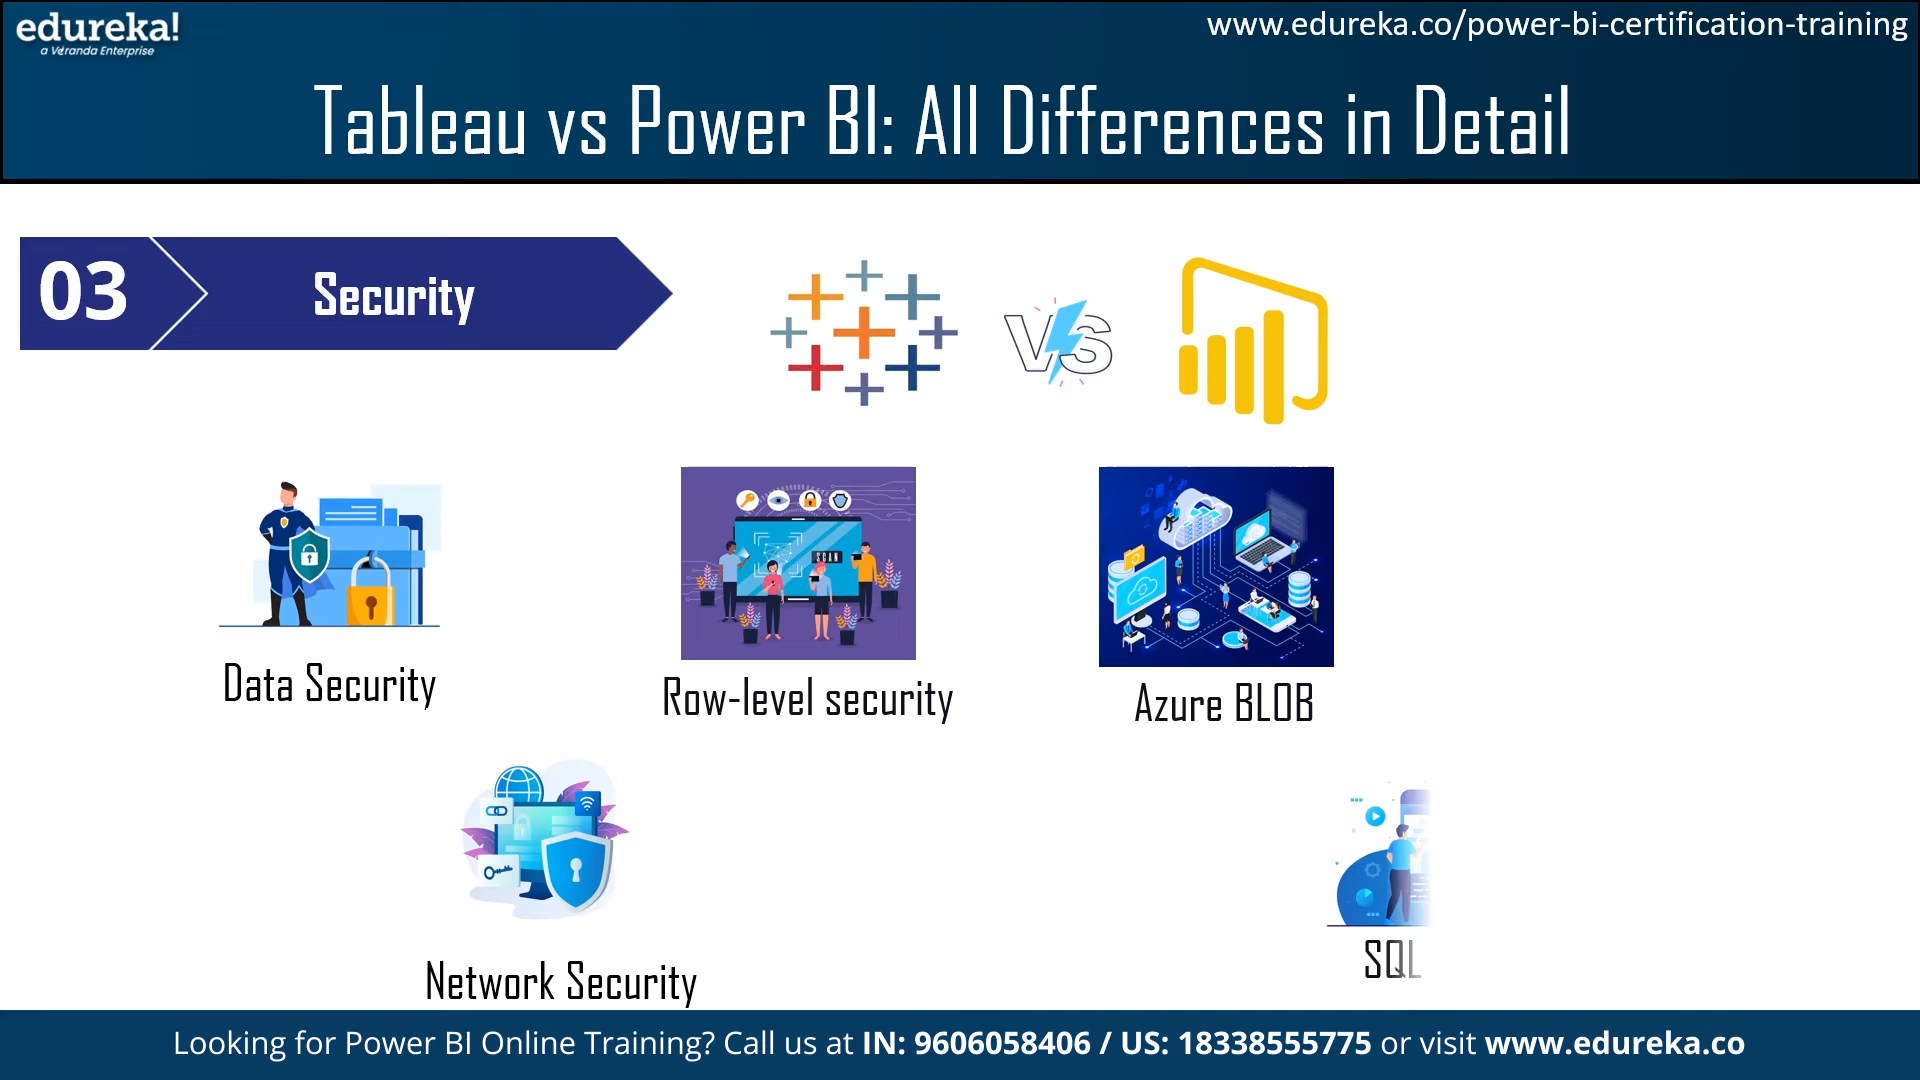 edureka!
a Veranda Enterprise
www.edureka.co/power-bi-certification-training
Tableau vs Power BI: All Differences in Detail
03
Security
VS
SCAN
Data Security
Row-level security
Azure BLOB
Network Security
SQL
Looking for Power BI Online Training? Call us at IN: 9606058406 / US: 18338555775 or visit www.edureka.co